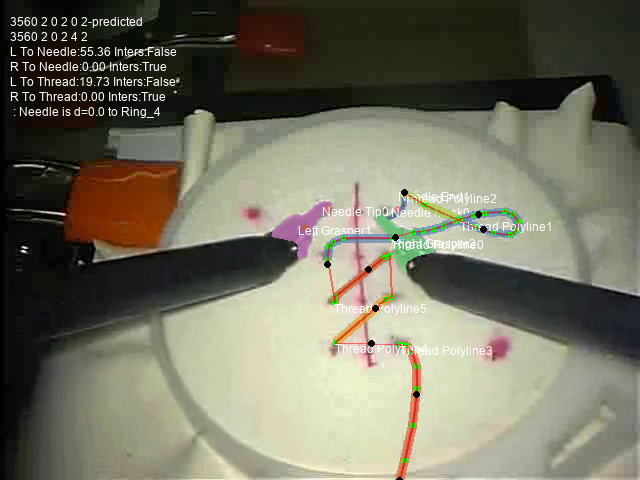 3560 2 0 2 0 2-predicted
3560 2 0 2 4 2
L To Needle:55.36 Inters:False
R To Needle:0.00 Inters:True
L To Thread:19.73 Inters:False
R To Thread:0.00 Inters:True
: Needle is d=0.0 to Ring_4
Thread Polyline2
Needle Tip0
Thread Polyline1
Left Grasper1
Thread Polyline5
Thread Polyline3